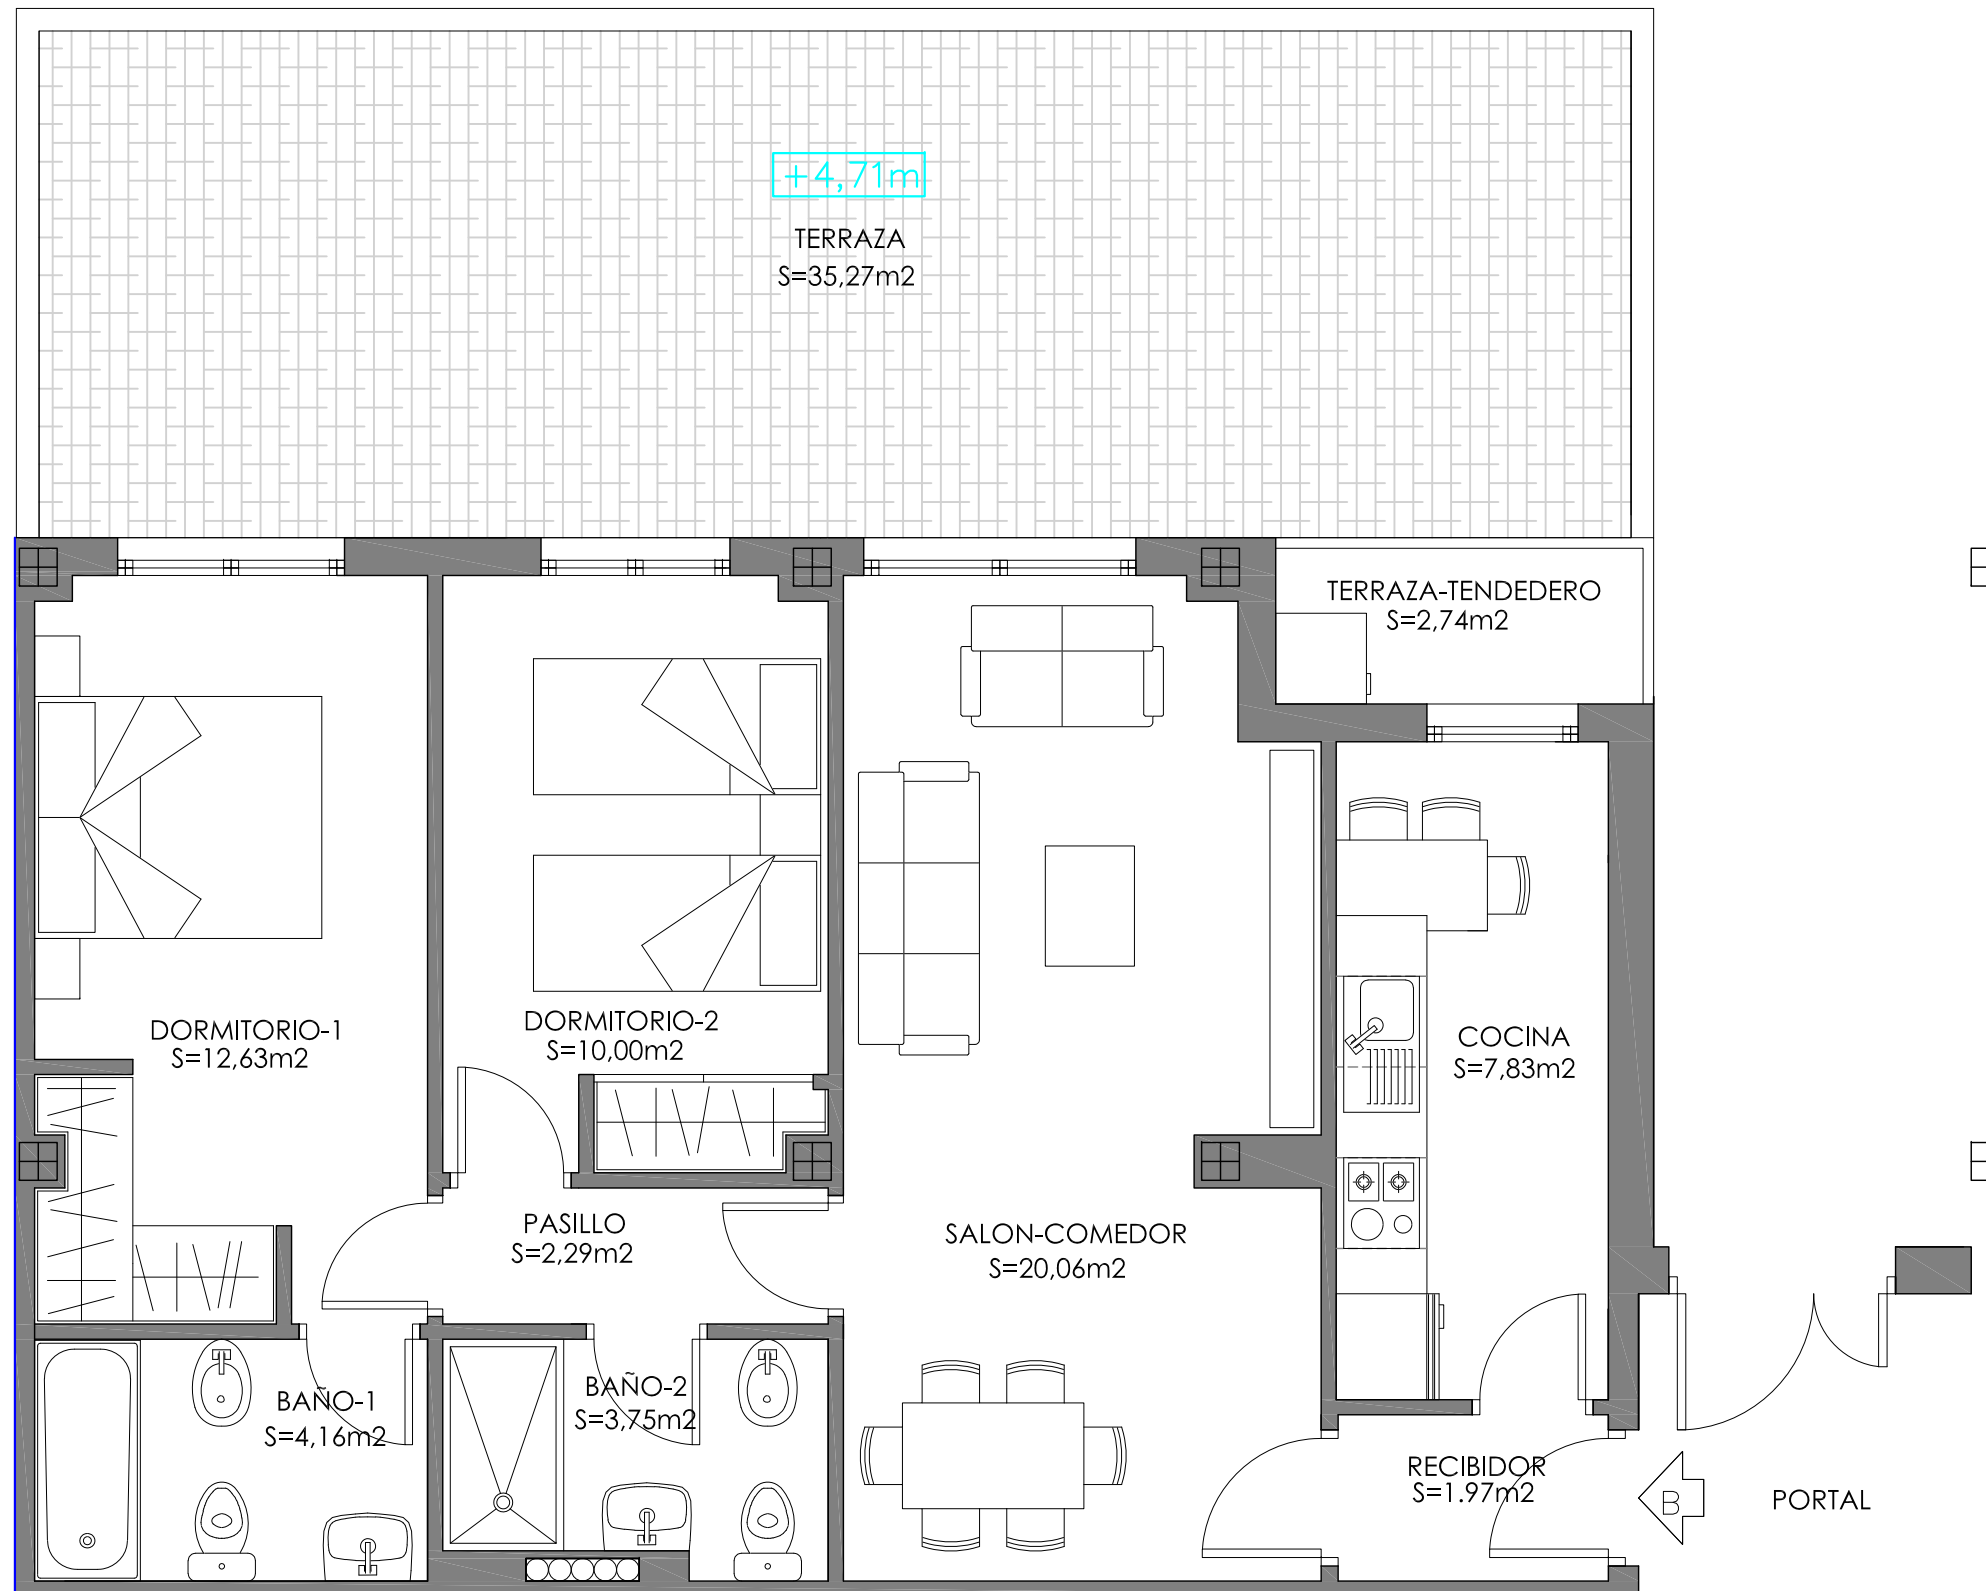 +4,71m
TERRAZA
S=35,27m2
TERRAZA-TENDEDERO
S=2,74m2
DORMITORIO-1
S=12,63m2
DORMITORIO-2
S=10,00m2
COCINA
S=7,83m2
PASILLO
S=2,29m2
SALON-COMEDOR
S=20,06m2
BAÑO-1
S=4,16m2
BAÑO-2
S=3,75m2
RECIBIDOR
S=1.97m2
B
PORTAL